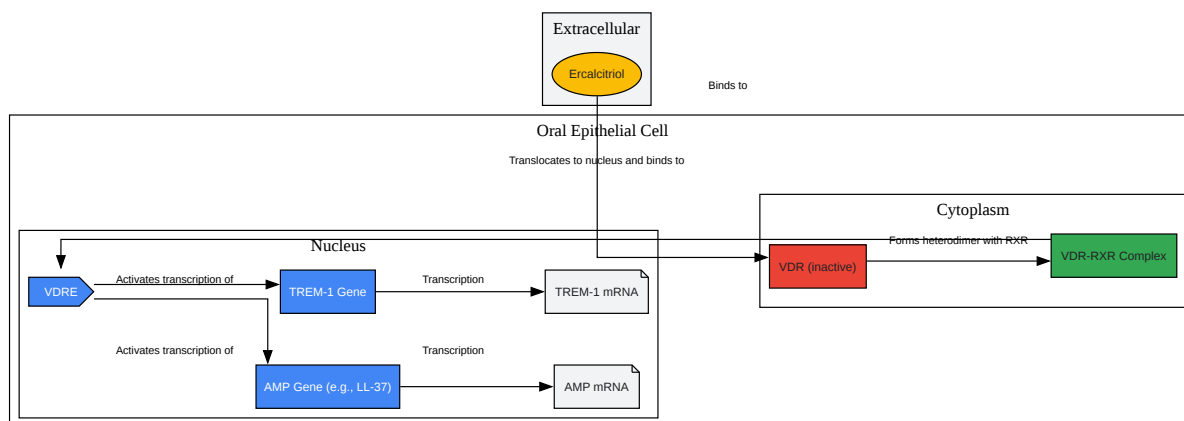 Extracellular
Ercalcitriol
Binds to
Oral Epithelial Cell
Translocates to nucleus and binds to
Cytoplasm
Forms heterodimer with RXR
VDR (inactive)
VDR-RXR Complex
Nucleus
VDRE
Activates transcription of
TREM-1 Gene
Transcription
TREM-1 mRNA
Activates transcription of
AMP Gene (e.g., LL-37)
Transcription
AMP mRNA